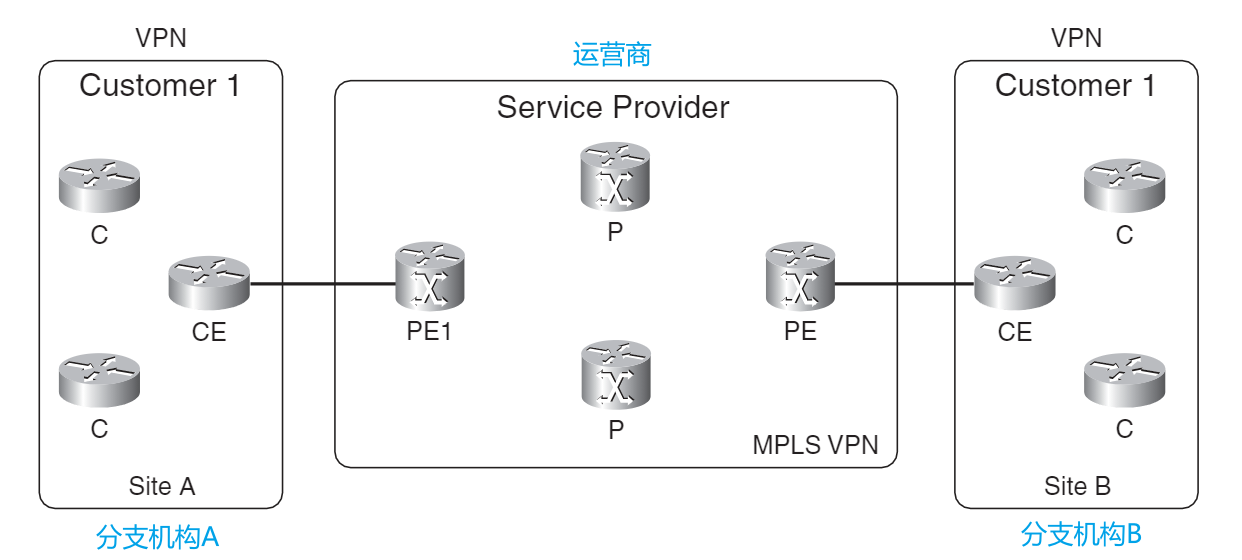 VPN
运营商
VPN
Customer 1
Service Provider
Customer 1
C
P
C
CE
PE1
PE
CE
C
P
C
MPLS VPN
Site A
Site B
分支机构A
分支机构B